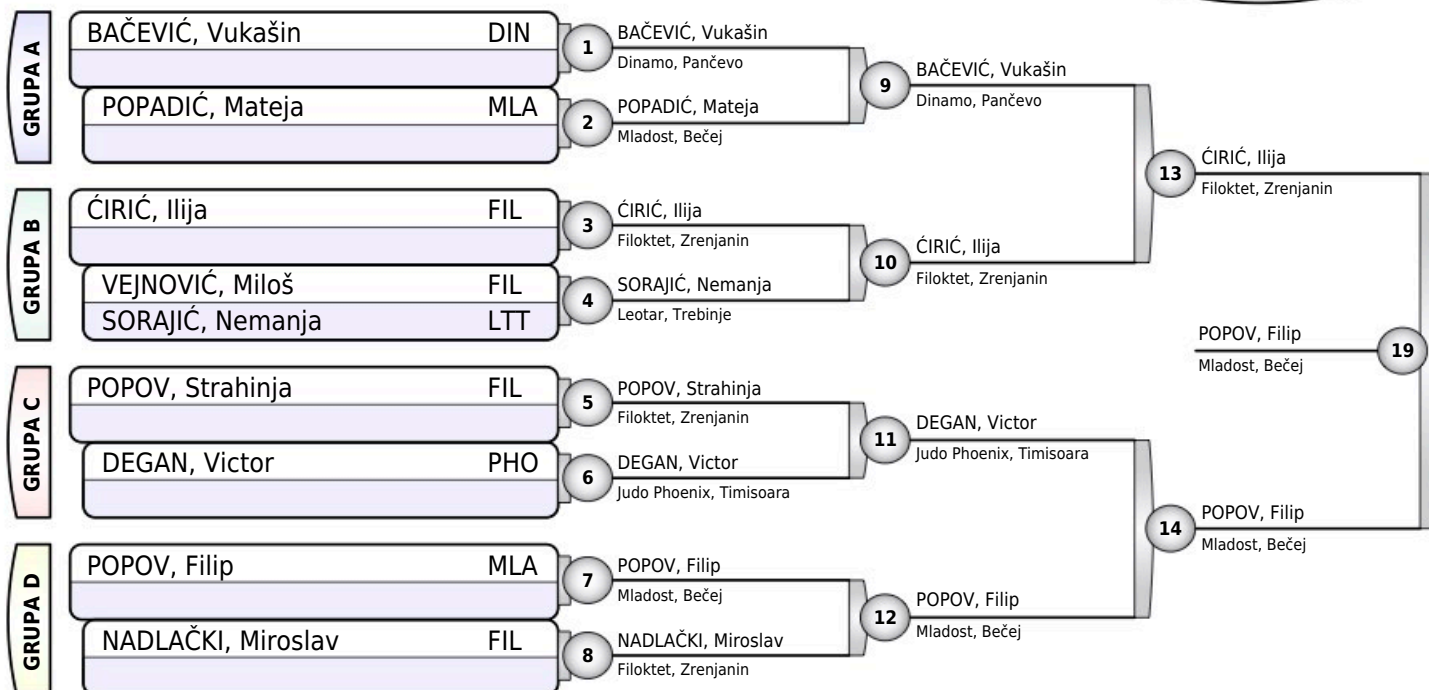 GRUPA A
BAČEVIĆ, Vukašin DIN
POPADIĆ, Mateja MLA
GRUPA B
ĆIRIĆ, Ilija FIL
VEJNOVIĆ, Miloš FIL
SORAJIĆ, Nemanja LTT
GRUPA C
POPOV, Strahinja FIL
DEGAN, Victor PHO
GRUPA D
POPOV, Filip MLA
NADLAČKI, Miroslav FIL
1 BAČEVIĆ, Vukašin
Dinamo, Pančevo
2 POPADIĆ, Mateja
Mladost, Bečej
3 ĆIRIĆ, Ilija
Filoktet, Zrenjanin
4 SORAJIĆ, Nemanja
Leotar, Trebinje
5 POPOV, Strahinja
Filoktet, Zrenjanin
6 DEGAN, Victor
Judo Phoenix, Timisoara
7 POPOV, Filip
Mladost, Bečej
8 NADLAČKI, Miroslav
Filoktet, Zrenjanin
9 BAČEVIĆ, Vukašin
Dinamo, Pančevo
10 ĆIRIĆ, Ilija
Filoktet, Zrenjanin
11 DEGAN, Victor
Judo Phoenix, Timisoara
12 POPOV, Filip
Mladost, Bečej
13 ĆIRIĆ, Ilija
Filoktet, Zrenjanin
14 POPOV, Filip
Mladost, Bečej
POPOV, Filip 19
Mladost, Bečej